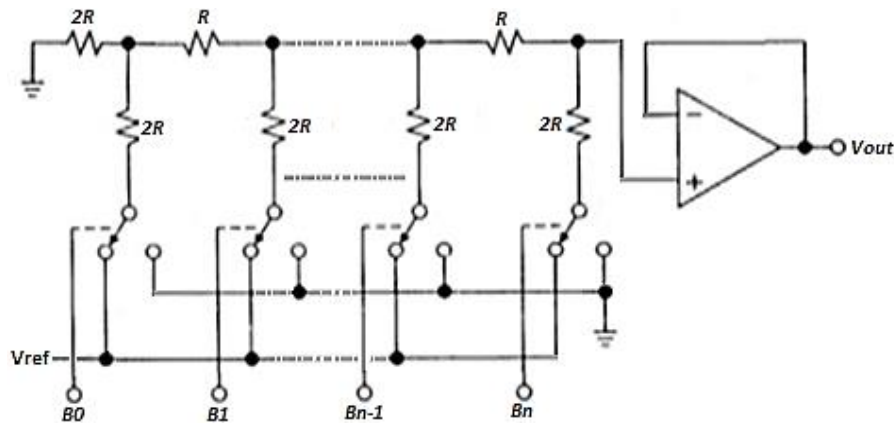 2R R R
2R 2R 2R 2R
−
+
Vout
Vref
B0 B1 Bn-1 Bn